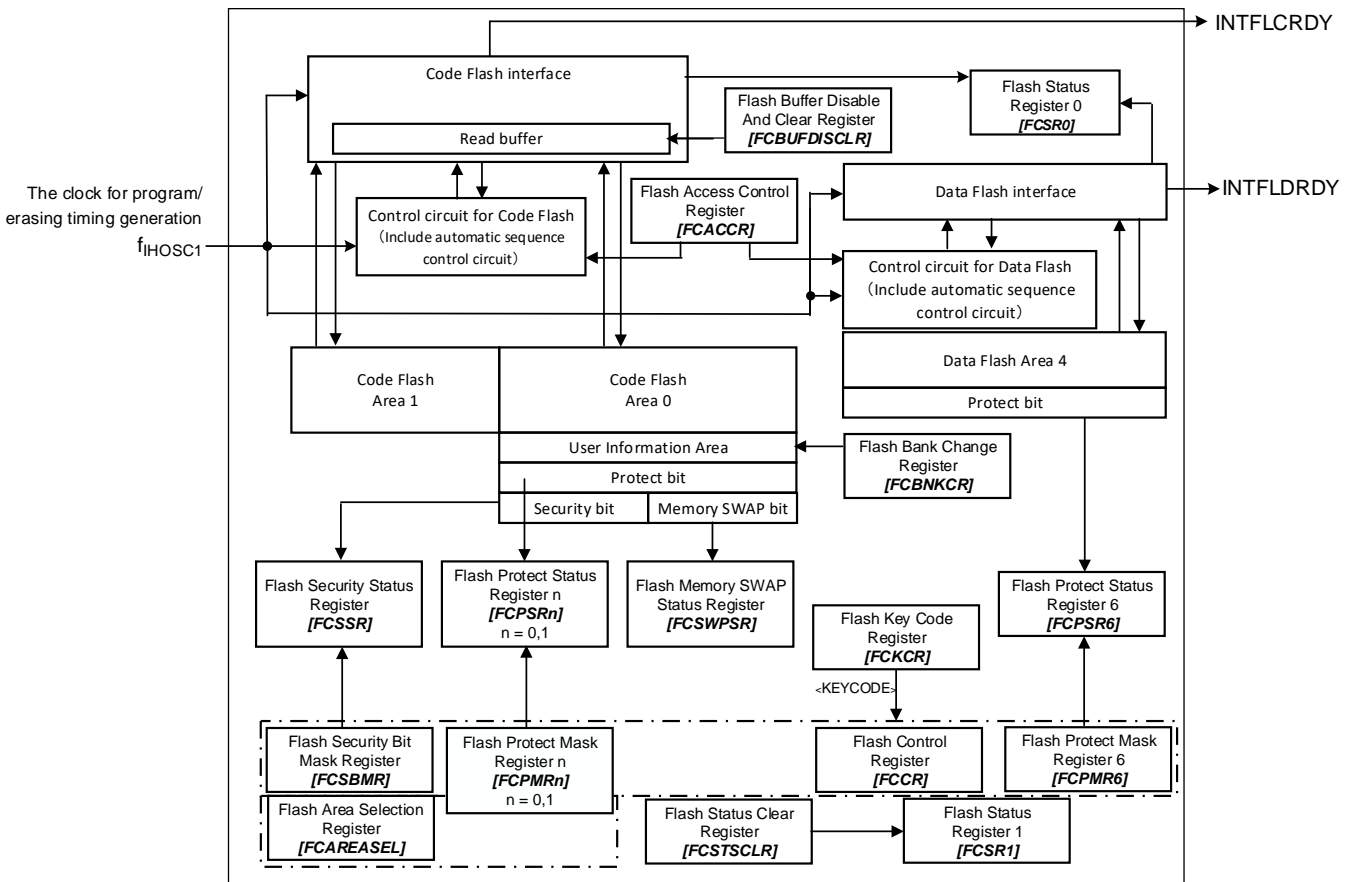 INTFLCRDY
Code Flash interface
Read buffer
Flash Buffer Disable
And Clear Register
[FCBUFDISCLR]
Flash Status
Register 0
[FCSR0]
The clock for program/
erasing timing generation
fIHOSC1
Control circuit for Code Flash
（Include automatic sequence
control circuit）
Flash Access Control
Register
[FCACCR]
Data Flash interface
INTFLDRDY
Control circuit for Data Flash
（Include automatic sequence
control circuit）
Code Flash
Area 1
Code Flash
Area 0
Data Flash Area 4
Protect bit
User Information Area
Protect bit
Security bit
Memory SWAP bit
Flash Bank Change
Register
[FCBNKCR]
Flash Security Status
Register
[FCSSR]
Flash Protect Status
Register n
[FCPSRn]
n = 0,1
Flash Memory SWAP
Status Register
[FCSWPSR]
Flash Key Code
Register
[FCKCR]
Flash Protect Status
Register 6
[FCPSR6]
<KEYCODE>
Flash Security Bit
Mask Register
[FCSBMR]
Flash Protect Mask
Register n
[FCPMRn]
n = 0,1
Flash Control
Register
[FCCR]
Flash Protect Mask
Register 6
[FCPMR6]
Flash Area Selection
Register
[FCAREASEL]
Flash Status Clear
Register
[FCSTSCLR]
Flash Status
Register 1
[FCSR1]